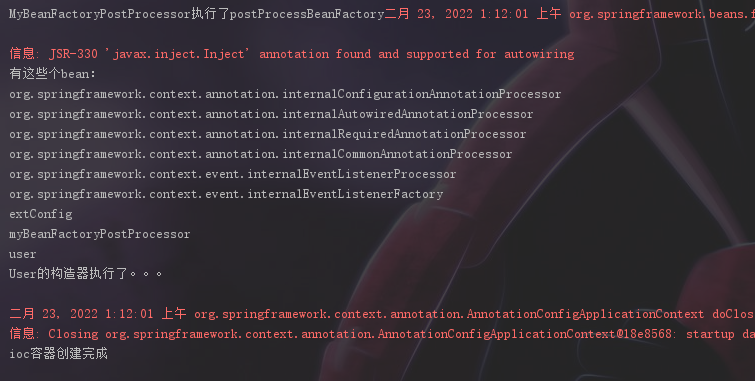 MyBeanFactoryPostProcessor执行了postProcessBeanFactory二月 23, 2022 1:12:01 上午 org.springframework.beans.f
信息: JSR-330 'javax.inject.Inject' annotation found and supported for autowiring
有这些个bean:
org.springframework.context.annotation.internalConfigurationAnnotationProcessor
org.springframework.context.annotation.internalAutowiredAnnotationProcessor
org.springframework.context.annotation.internalRequiredAnnotationProcessor
org.springframework.context.annotation.internalCommonAnnotationProcessor
org.springframework.context.event.internalEventListenerProcessor
org.springframework.context.event.internalEventListenerFactory
extConfig
myBeanFactoryPostProcessor
user
User的构造器执行了。。。
二月 23, 2022 1:12:01 上午 org.springframework.context.annotation.AnnotationConfigApplicationContext doClos
信息: Closing org.springframework.context.annotation.AnnotationConfigApplicationContext@18e8568: startup da
ioc容器创建完成